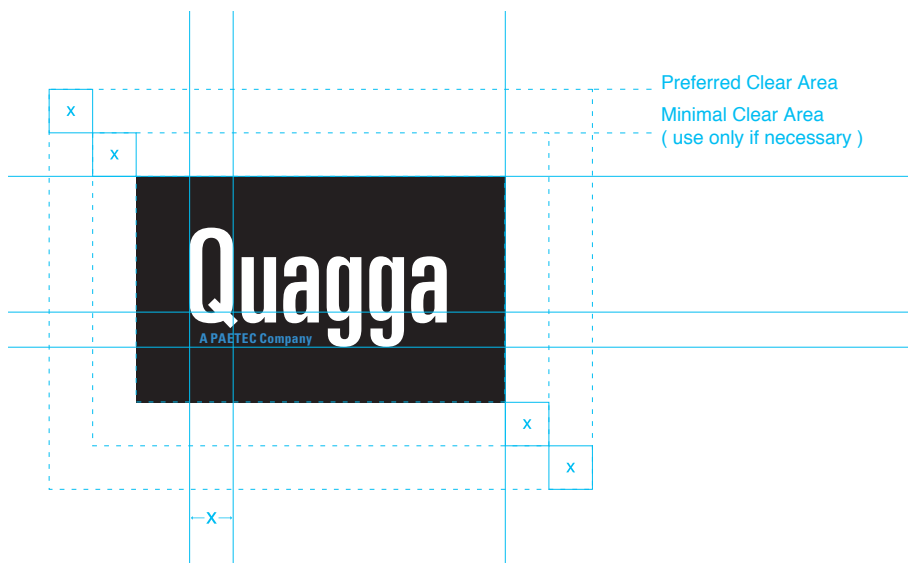 Preferred Clear Area
x
Minimal Clear Area
( use only if necessary )
x
Quagga
A PAETEC Company
x
x
x